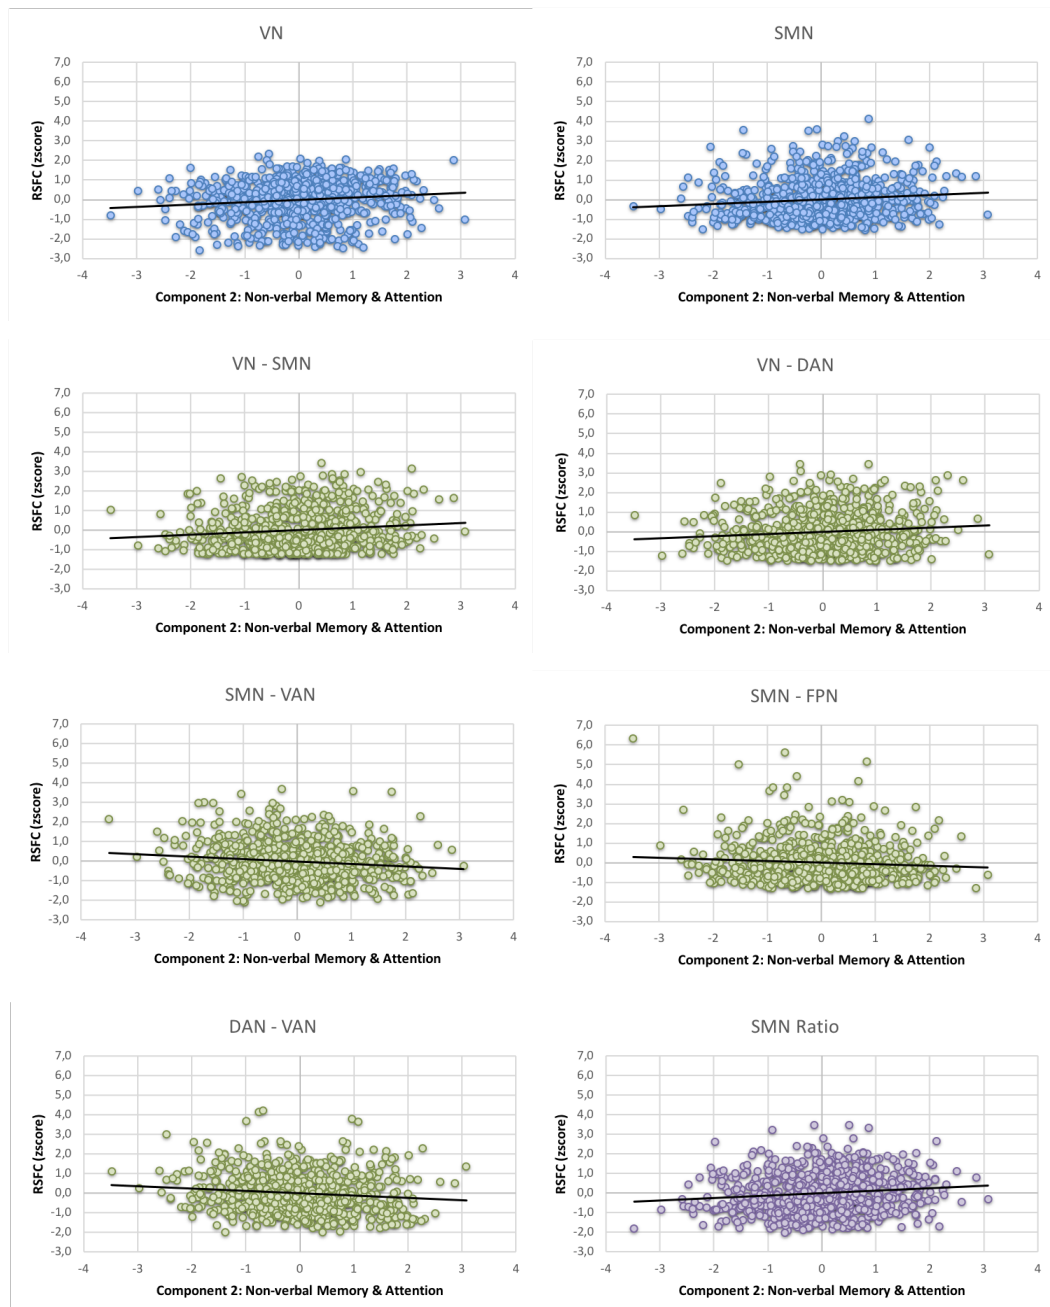 VN
7,0
6,0
5,0
4,0
3,0
2,0
1,0
0,0
-1,0
-2,0
-3,0
RSFC (zscore)
-4 -3 -2 -1 0 1 2 3 4
Component 2: Non-verbal Memory & Attention
SMN
7,0
6,0
5,0
4,0
3,0
2,0
1,0
0,0
-1,0
-2,0
-3,0
RSFC (zscore)
-4 -3 -2 -1 0 1 2 3 4
Component 2: Non-verbal Memory & Attention
VN - SMN
7,0
6,0
5,0
4,0
3,0
2,0
1,0
0,0
-1,0
-2,0
-3,0
RSFC (zscore)
-4 -3 -2 -1 0 1 2 3 4
Component 2: Non-verbal Memory & Attention
VN - DAN
7,0
6,0
5,0
4,0
3,0
2,0
1,0
0,0
-1,0
-2,0
-3,0
RSFC (zscore)
-4 -3 -2 -1 0 1 2 3 4
Component 2: Non-verbal Memory & Attention
SMN - VAN
7,0
6,0
5,0
4,0
3,0
2,0
1,0
0,0
-1,0
-2,0
-3,0
RSFC (zscore)
-4 -3 -2 -1 0 1 2 3 4
Component 2: Non-verbal Memory & Attention
SMN - FPN
7,0
6,0
5,0
4,0
3,0
2,0
1,0
0,0
-1,0
-2,0
-3,0
RSFC (zscore)
-4 -3 -2 -1 0 1 2 3 4
Component 2: Non-verbal Memory & Attention
DAN - VAN
7,0
6,0
5,0
4,0
3,0
2,0
1,0
0,0
-1,0
-2,0
-3,0
RSFC (zscore)
-4 -3 -2 -1 0 1 2 3 4
Component 2: Non-verbal Memory & Attention
SMN Ratio
7,0
6,0
5,0
4,0
3,0
2,0
1,0
0,0
-1,0
-2,0
-3,0
RSFC (zscore)
-4 -3 -2 -1 0 1 2 3 4
Component 2: Non-verbal Memory & Attention